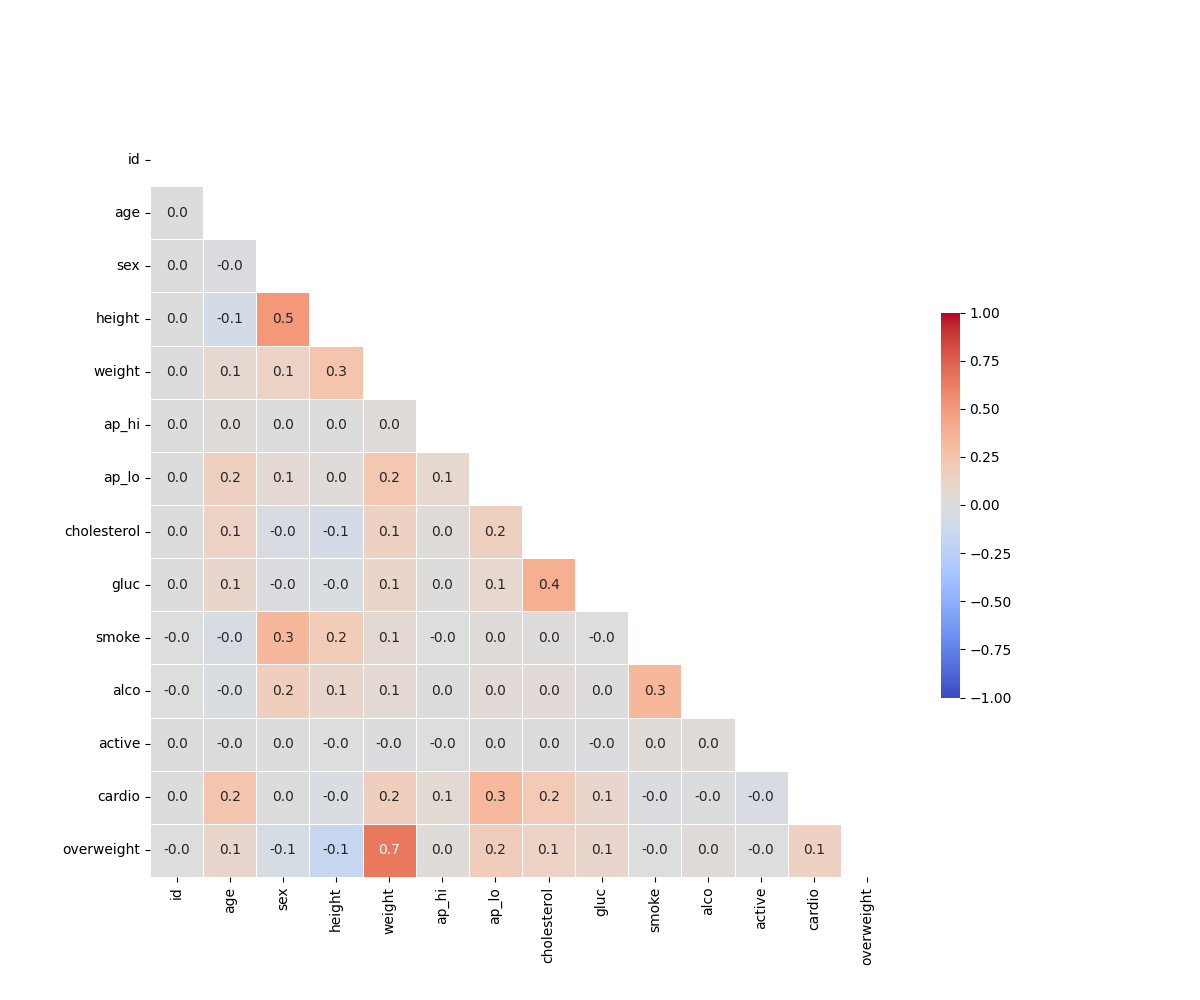 id
age 0.0
sex 0.0 -0.0
height 0.0 -0.1 0.5
weight 0.0 0.1 0.1 0.3
ap_hi 0.0 0.0 0.0 0.0 0.0
ap_lo 0.0 0.2 0.1 0.0 0.2 0.1
cholesterol 0.0 0.1 -0.0 -0.1 0.1 0.0 0.2
gluc 0.0 0.1 -0.0 -0.0 0.1 0.0 0.1 0.4
smoke -0.0 -0.0 0.3 0.2 0.1 -0.0 0.0 0.0 -0.0
alco -0.0 -0.0 0.2 0.1 0.1 0.0 0.0 0.0 0.0 0.3
active 0.0 -0.0 0.0 -0.0 -0.0 -0.0 0.0 0.0 -0.0 0.0 0.0
cardio 0.0 0.2 0.0 -0.0 0.2 0.1 0.3 0.2 0.1 -0.0 -0.0 -0.0
overweight -0.0 0.1 -0.1 -0.1 0.7 0.0 0.2 0.1 0.1 -0.0 0.0 -0.0 0.1
id age sex height weight ap_hi ap_lo cholesterol gluc smoke alco active cardio overweight
1.00
0.75
0.50
0.25
0.00
−0.25
−0.50
−0.75
−1.00